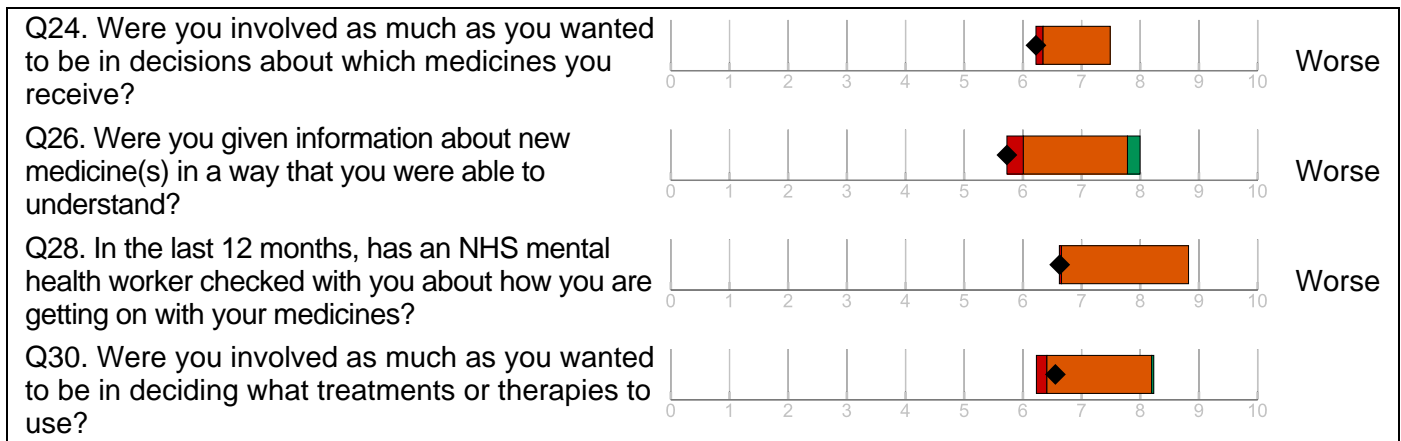 Q24. Were you involved as much as you wanted
to be in decisions about which medicines you
receive?
0 1 2 3 4 5 6 7 8 9 10
Worse
Q26. Were you given information about new
medicine(s) in a way that you were able to
understand?
0 1 2 3 4 5 6 7 8 9 10
Worse
Q28. In the last 12 months, has an NHS mental
health worker checked with you about how you are
getting on with your medicines?
0 1 2 3 4 5 6 7 8 9 10
Worse
Q30. Were you involved as much as you wanted
to be in deciding what treatments or therapies to
use?
0 1 2 3 4 5 6 7 8 9 10